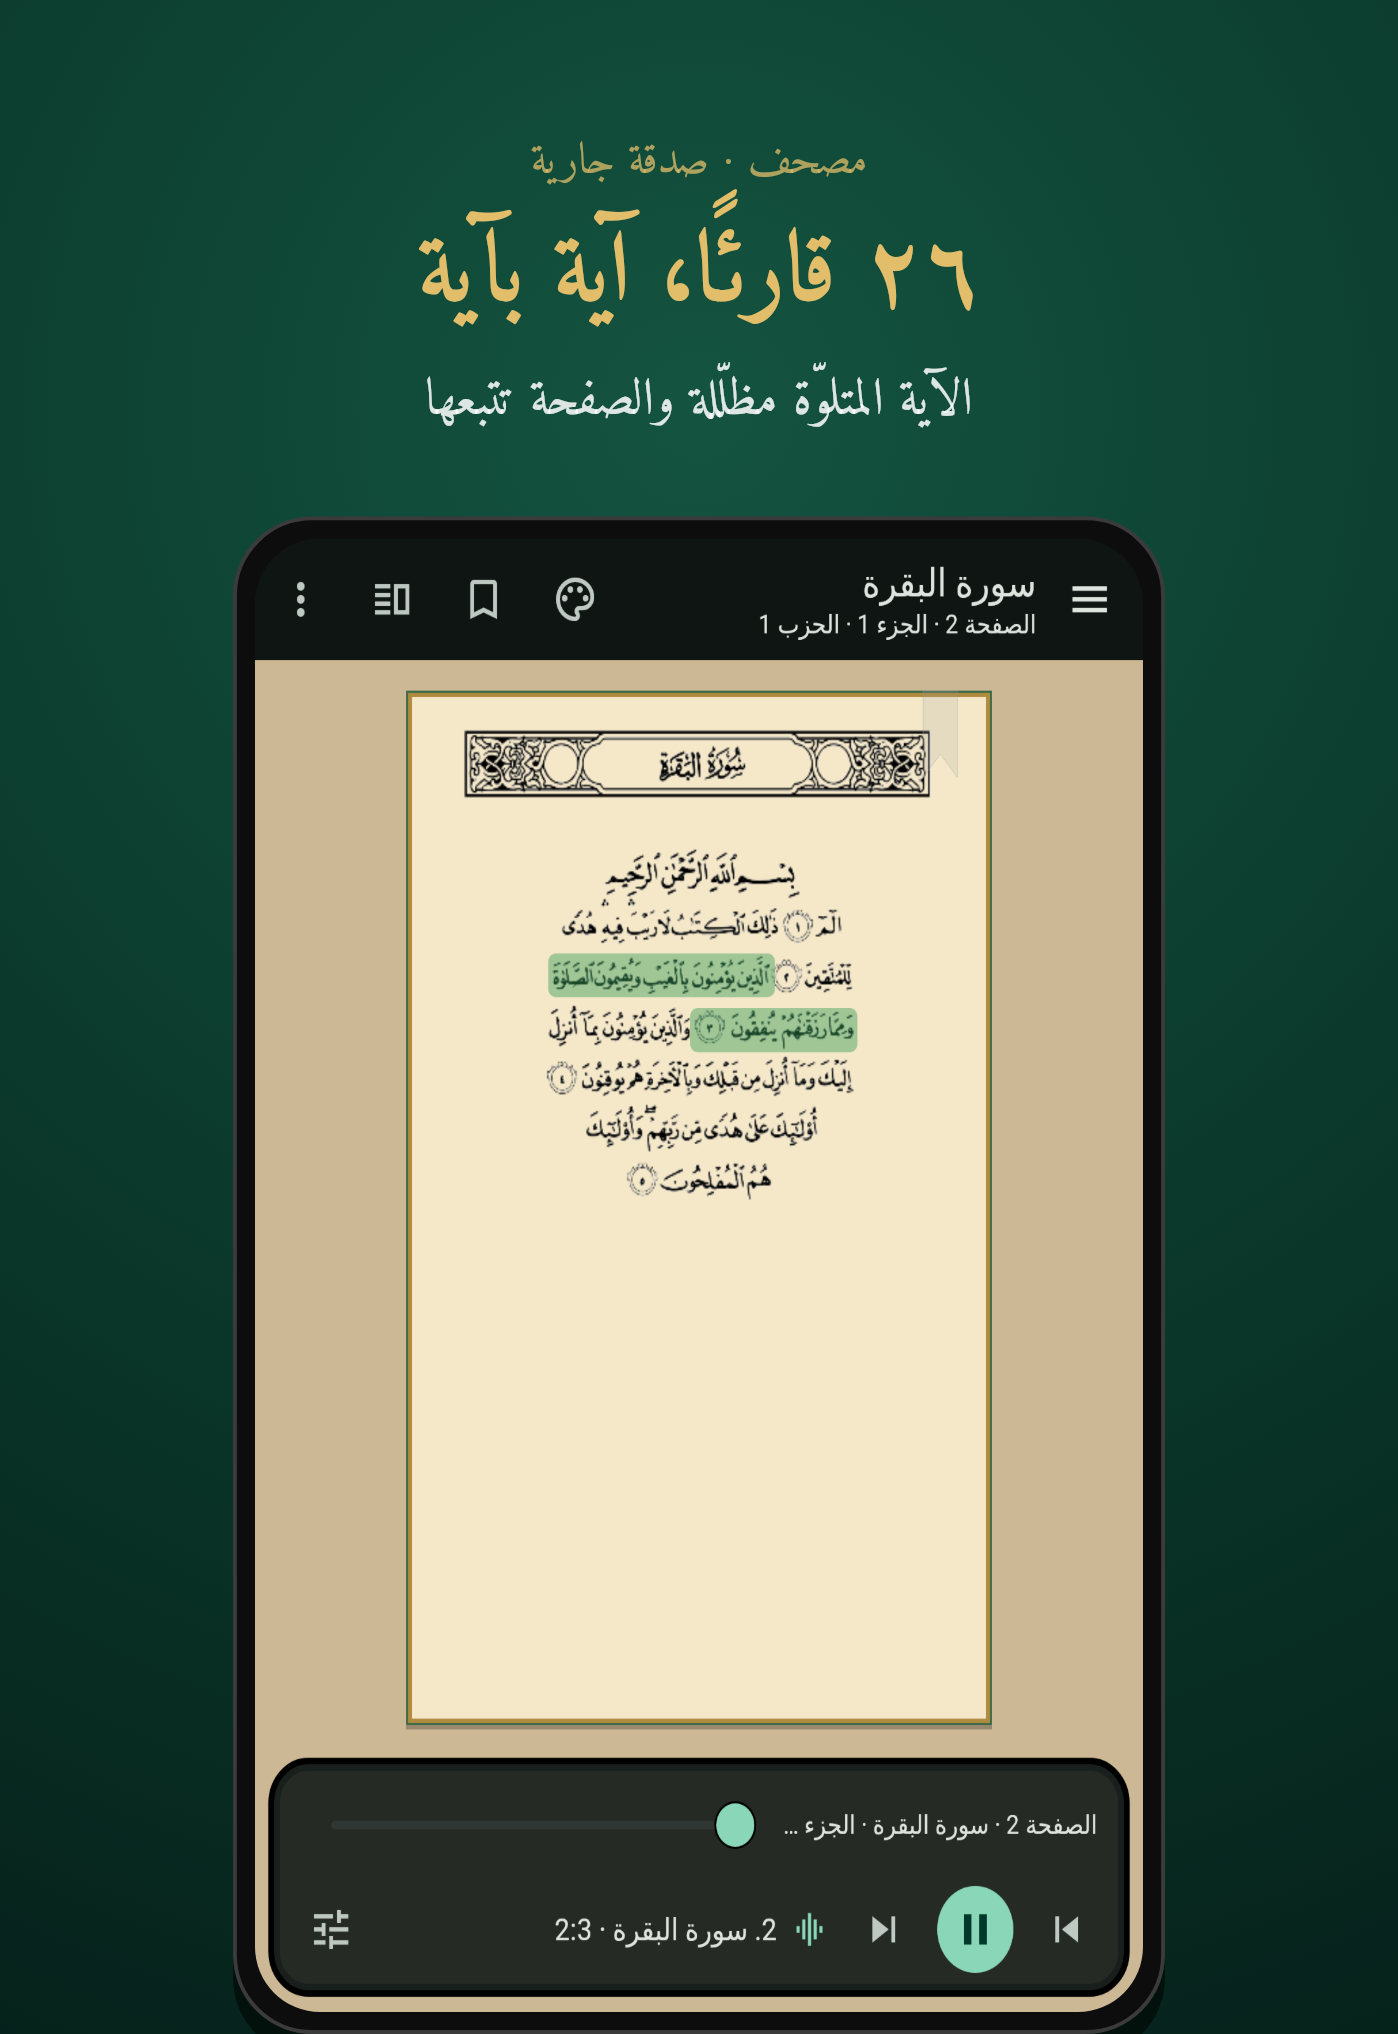 مصحف · صدقة جارية
٢٦ قارئًا، آية بآية
الآية المتلوّة مظلّلة والصفحة تتبعها
سورة البقرة
الصفحة 2 · الجزء 1 · الحزب 1
سُورَةُ البَقَرَةِ
بِسْمِ ٱللَّهِ ٱلرَّحْمَٰنِ ٱلرَّحِيمِ
الٓمٓ ١ ذَٰلِكَ ٱلْكِتَٰبُ لَا رَيْبَ ۛ فِيهِ ۛ هُدًى
لِّلْمُتَّقِينَ ٢ ٱلَّذِينَ يُؤْمِنُونَ بِٱلْغَيْبِ وَيُقِيمُونَ ٱلصَّلَوٰةَ
وَمِمَّا رَزَقْنَٰهُمْ يُنفِقُونَ ٣ وَٱلَّذِينَ يُؤْمِنُونَ بِمَآ أُنزِلَ
إِلَيْكَ وَمَآ أُنزِلَ مِن قَبْلِكَ وَبِٱلْأَخِرَةِ هُمْ يُوقِنُونَ ٤
أُو۟لَٰٓئِكَ عَلَىٰ هُدًى مِّن رَّبِّهِمْ ۖ وَأُو۟لَٰٓئِكَ
هُمُ ٱلْمُفْلِحُونَ ٥
الصفحة 2 · سورة البقرة · الجزء ...
2. سورة البقرة · 2:3